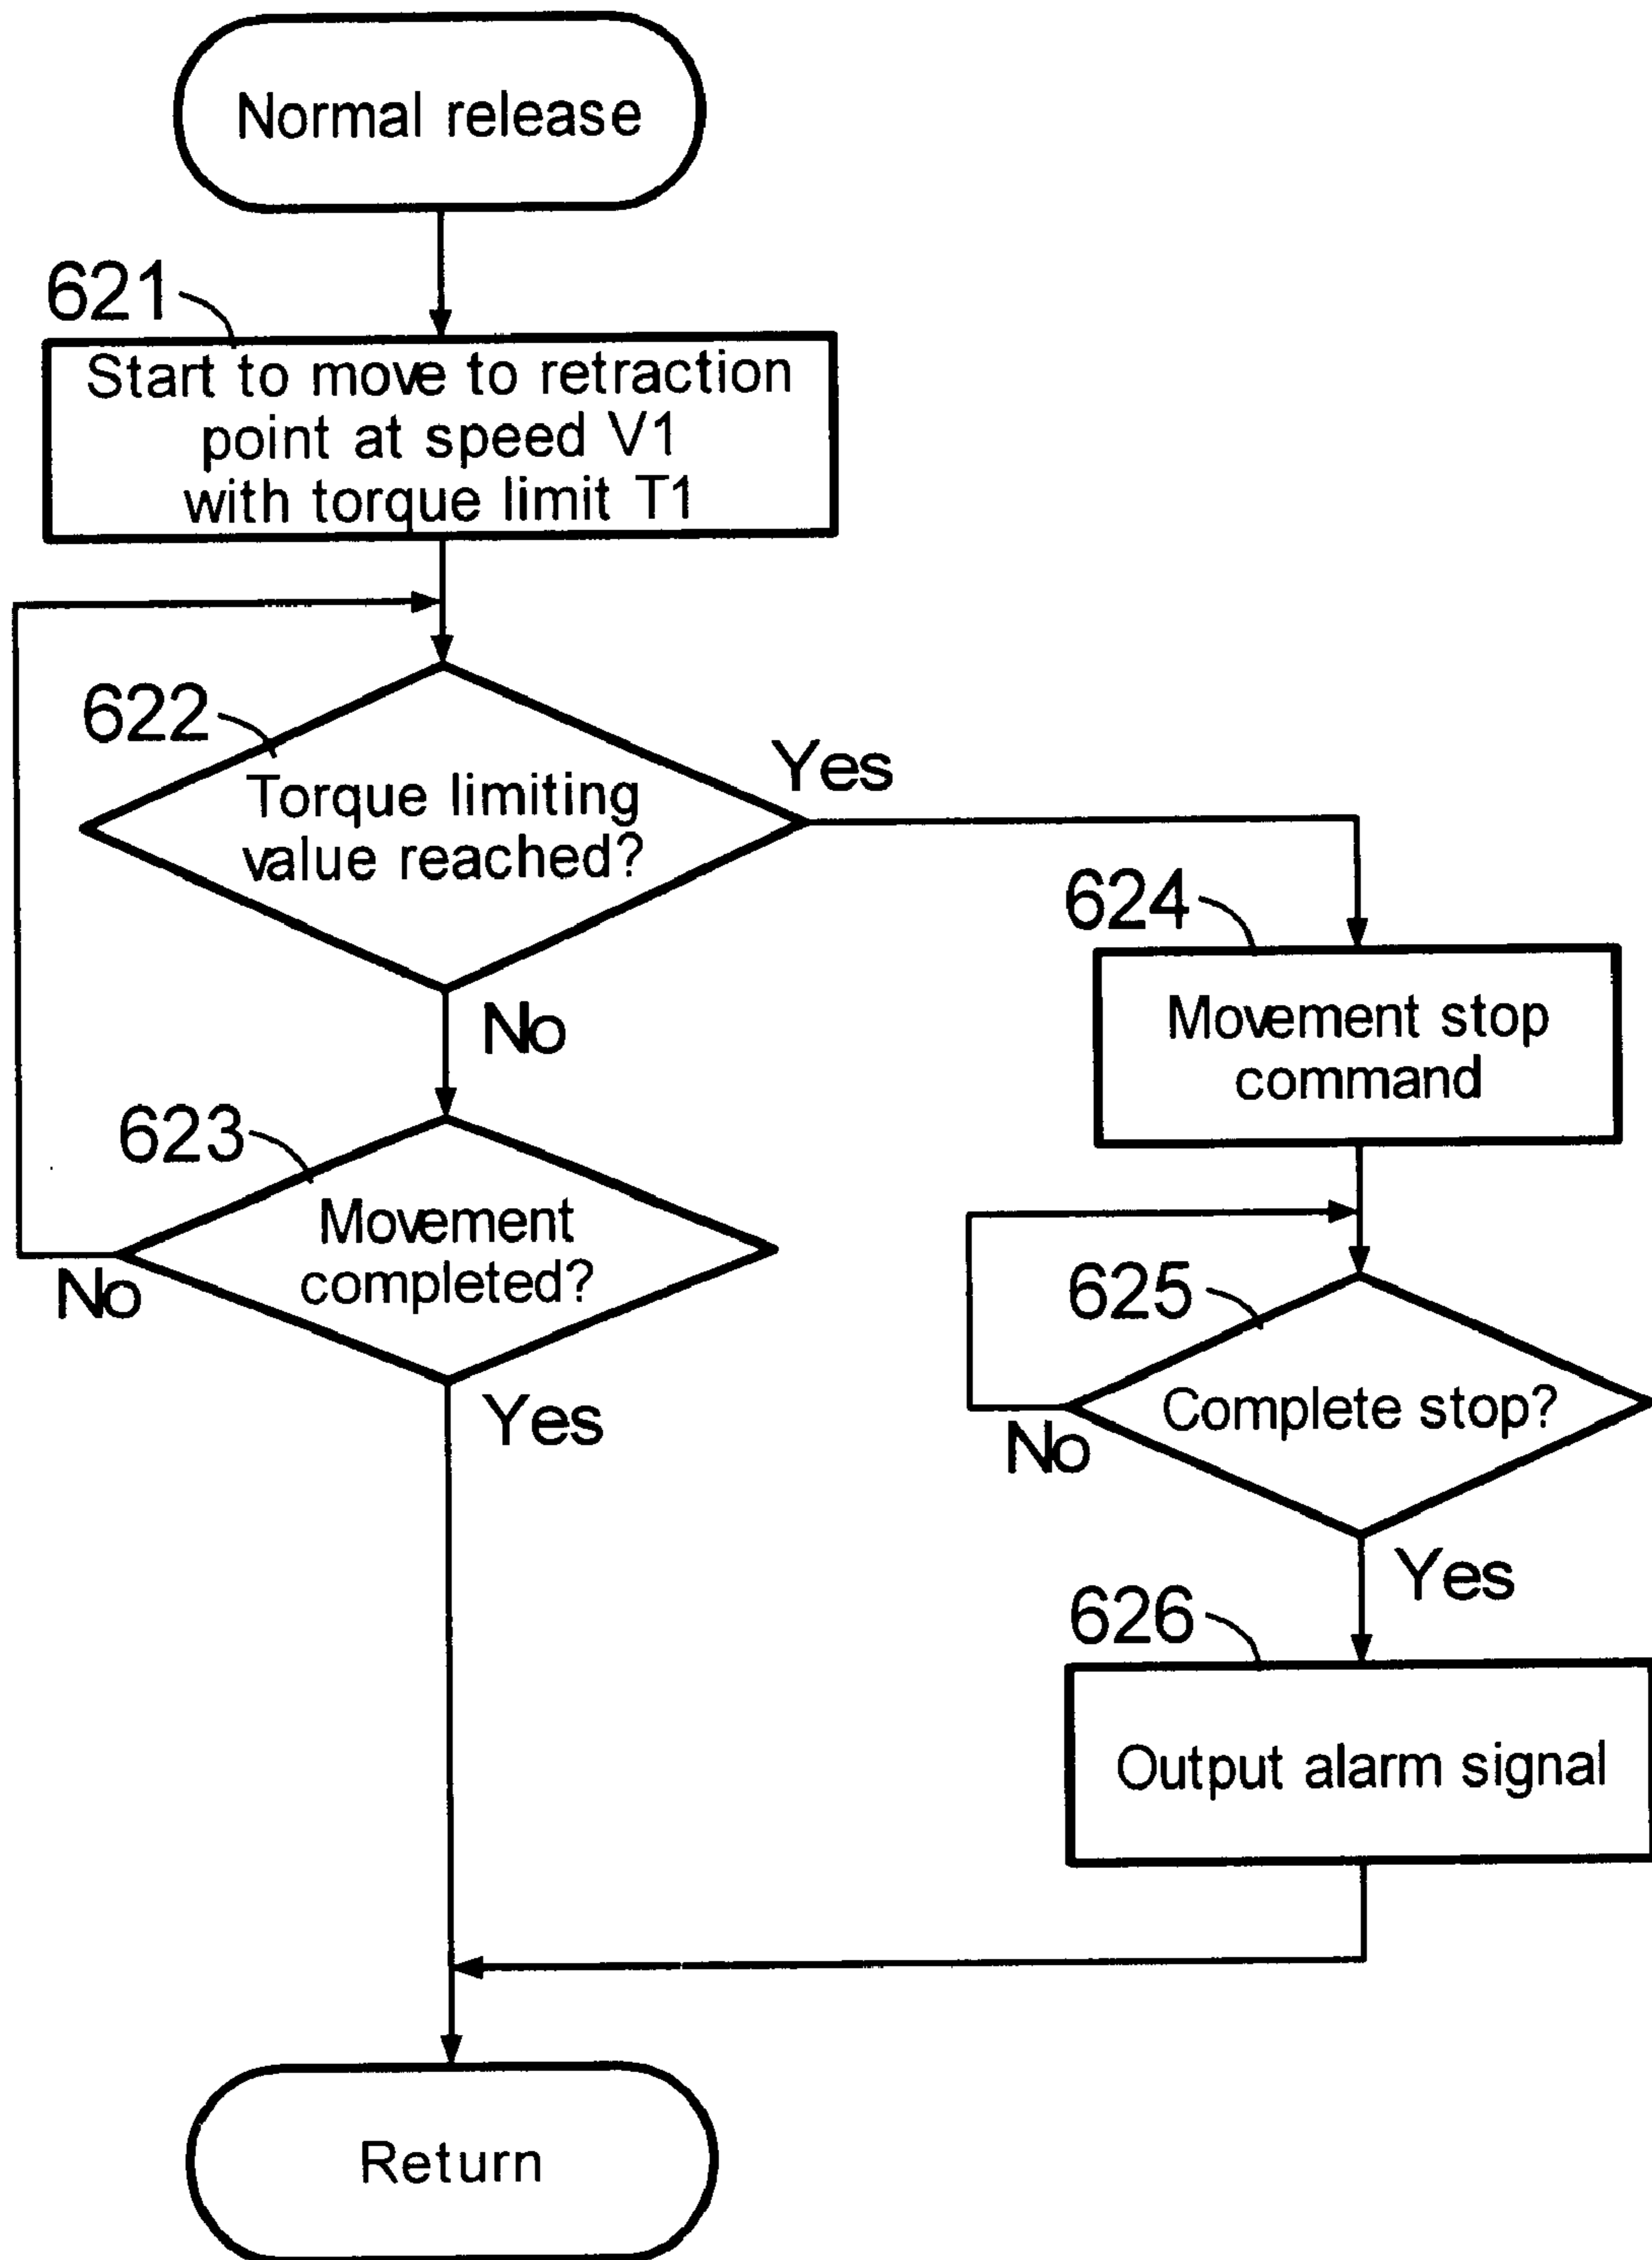 Normal release
621
Start to move to retraction
point at speed V1
with torque limit T1
622
Torque limiting
value reached?
Yes
No
623
Movement
completed?
No
Yes
624
Movement stop
command
625
Complete stop?
No
Yes
626
Output alarm signal
Return